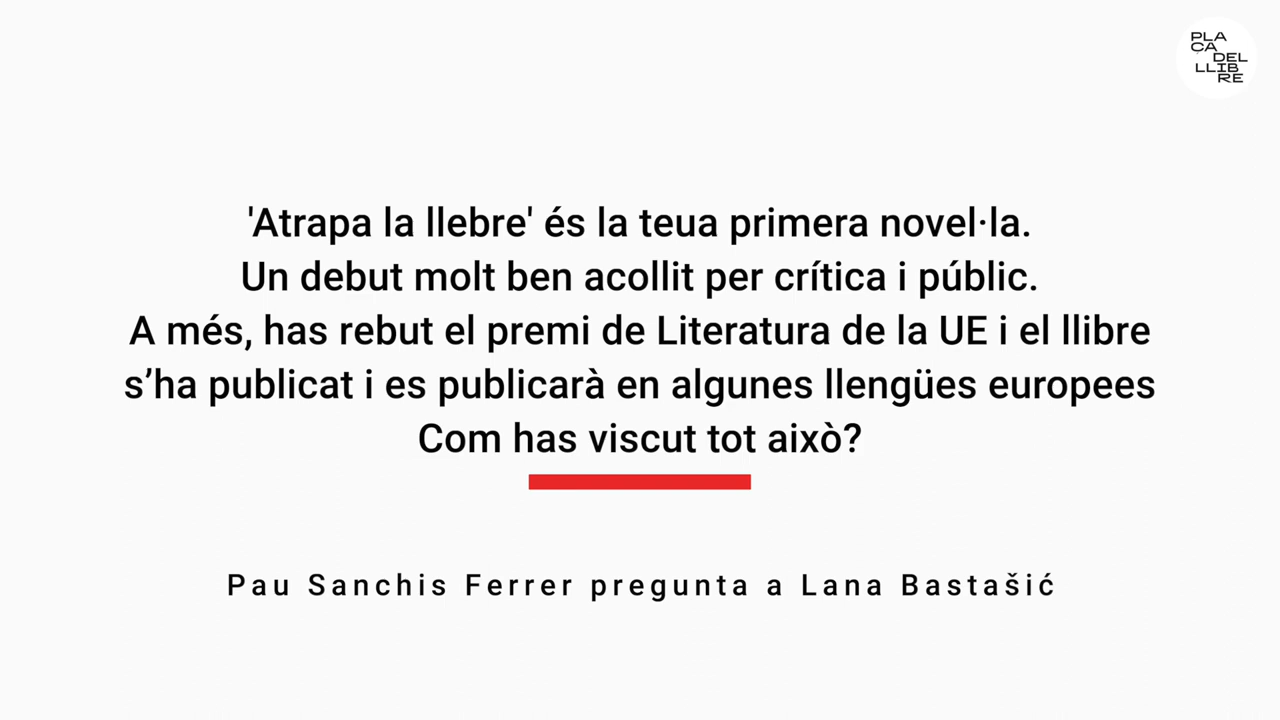 PLA
ÇA
DEL
LLIB
RE
'Atrapa la llebre' és la teua primera novel·la.
Un debut molt ben acollit per crítica i públic.
A més, has rebut el premi de Literatura de la UE i el llibre
s’ha publicat i es publicarà en algunes llengües europees
Com has viscut tot això?
Pau Sanchis Ferrer pregunta a Lana Bastašić